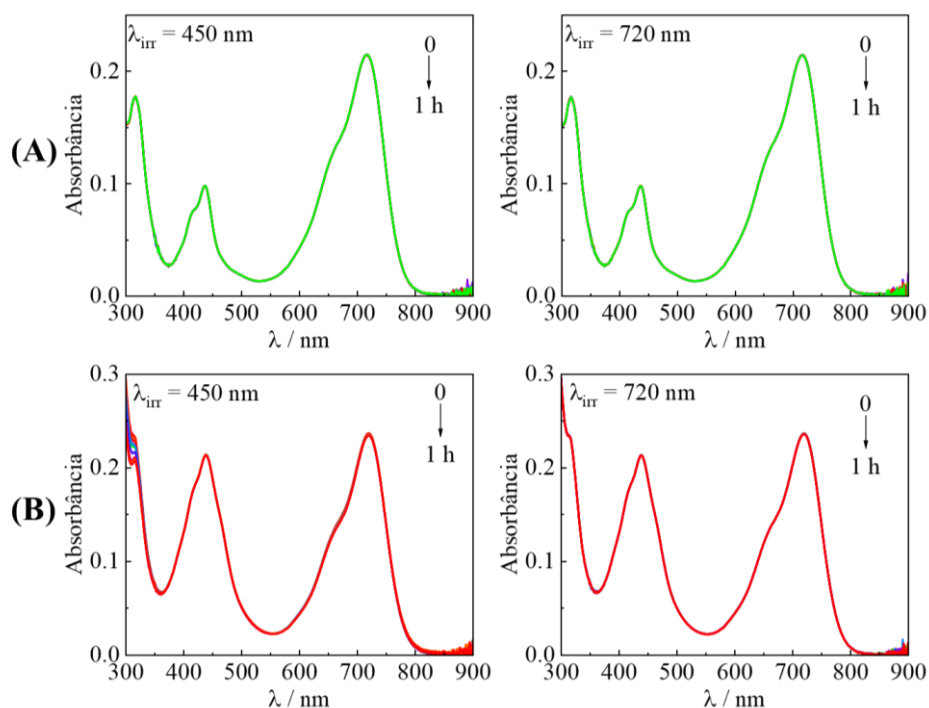 (A)
λirr = 450 nm
0
1 h
Absorbância
0.2
0.1
0.0
300 400 500 600 700 800 900
λ / nm
λirr = 720 nm
0
1 h
Absorbância
0.2
0.1
0.0
300 400 500 600 700 800 900
λ / nm
(B)
λirr = 450 nm
0
1 h
Absorbância
0.3
0.2
0.1
0.0
300 400 500 600 700 800 900
λ / nm
λirr = 720 nm
0
1 h
Absorbância
0.3
0.2
0.1
0.0
300 400 500 600 700 800 900
λ / nm